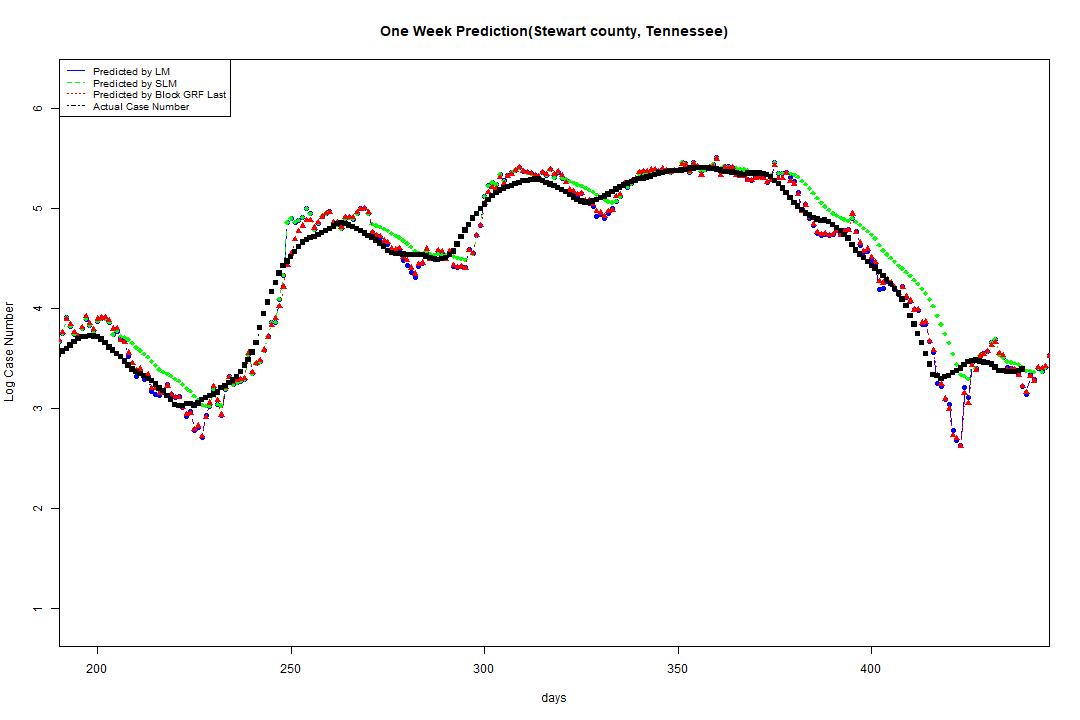 One Week Prediction(Stewart county, Tennessee)
Predicted by LM
Predicted by SLM
Predicted by Block GRF Last
Actual Case Number
6
5
4
3
2
1
Log Case Number
200 250 300 350 400
days